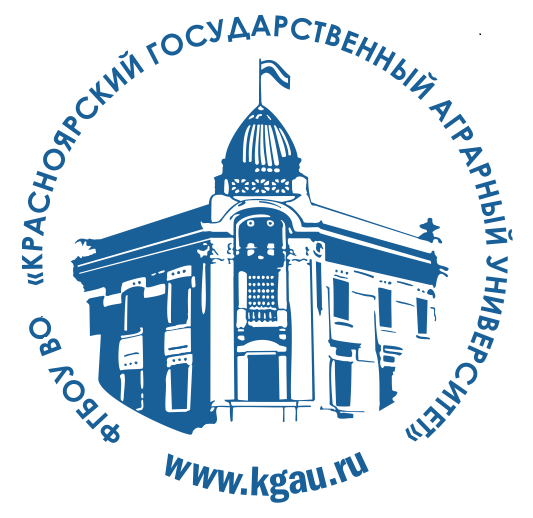 ФГБОУ ВО «КРАСНОЯРСКИЙ ГОСУДАРСТВЕННЫЙ АГРАРНЫЙ УНИВЕРСИТЕТ»
www.kgau.ru